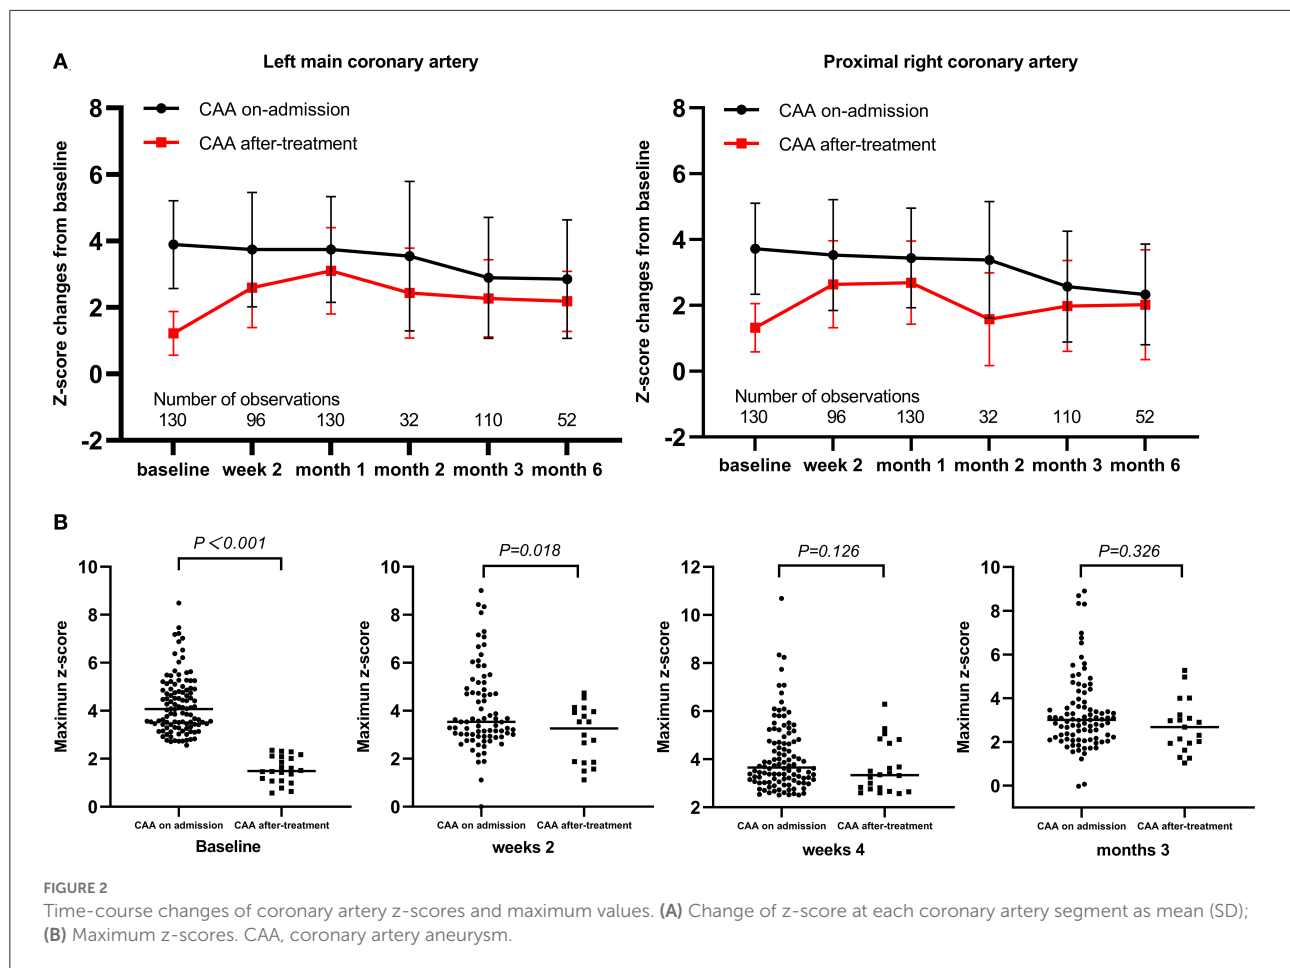 A
Left main coronary artery
Proximal right coronary artery
CAA on-admission
CAA after-treatment
CAA on-admission
CAA after-treatment
Z-score changes from baseline
8
6
4
2
0
-2
Number of observations
130 96 130 32 110 52
baseline week 2 month 1 month 2 month 3 month 6
Z-score changes from baseline
8
6
4
2
0
-2
Number of observations
130 96 130 32 110 52
baseline week 2 month 1 month 2 month 3 month 6
B
P<0.001
Maximun z-score
10
8
6
4
2
0
CAA on admission CAA after-treatment
Baseline
P=0.018
Maximun z-score
10
8
6
4
2
0
CAA on admission CAA after-treatment
weeks 2
P=0.126
Maximun z-score
12
10
8
6
4
2
CAA on admission CAA after-treatment
weeks 4
P=0.326
Maximun z-score
10
8
6
4
2
0
CAA on admission CAA after-treatment
months 3
FIGURE 2
Time-course changes of coronary artery z-scores and maximum values. (A) Change of z-score at each coronary artery segment as mean (SD);
(B) Maximum z-scores. CAA, coronary artery aneurysm.